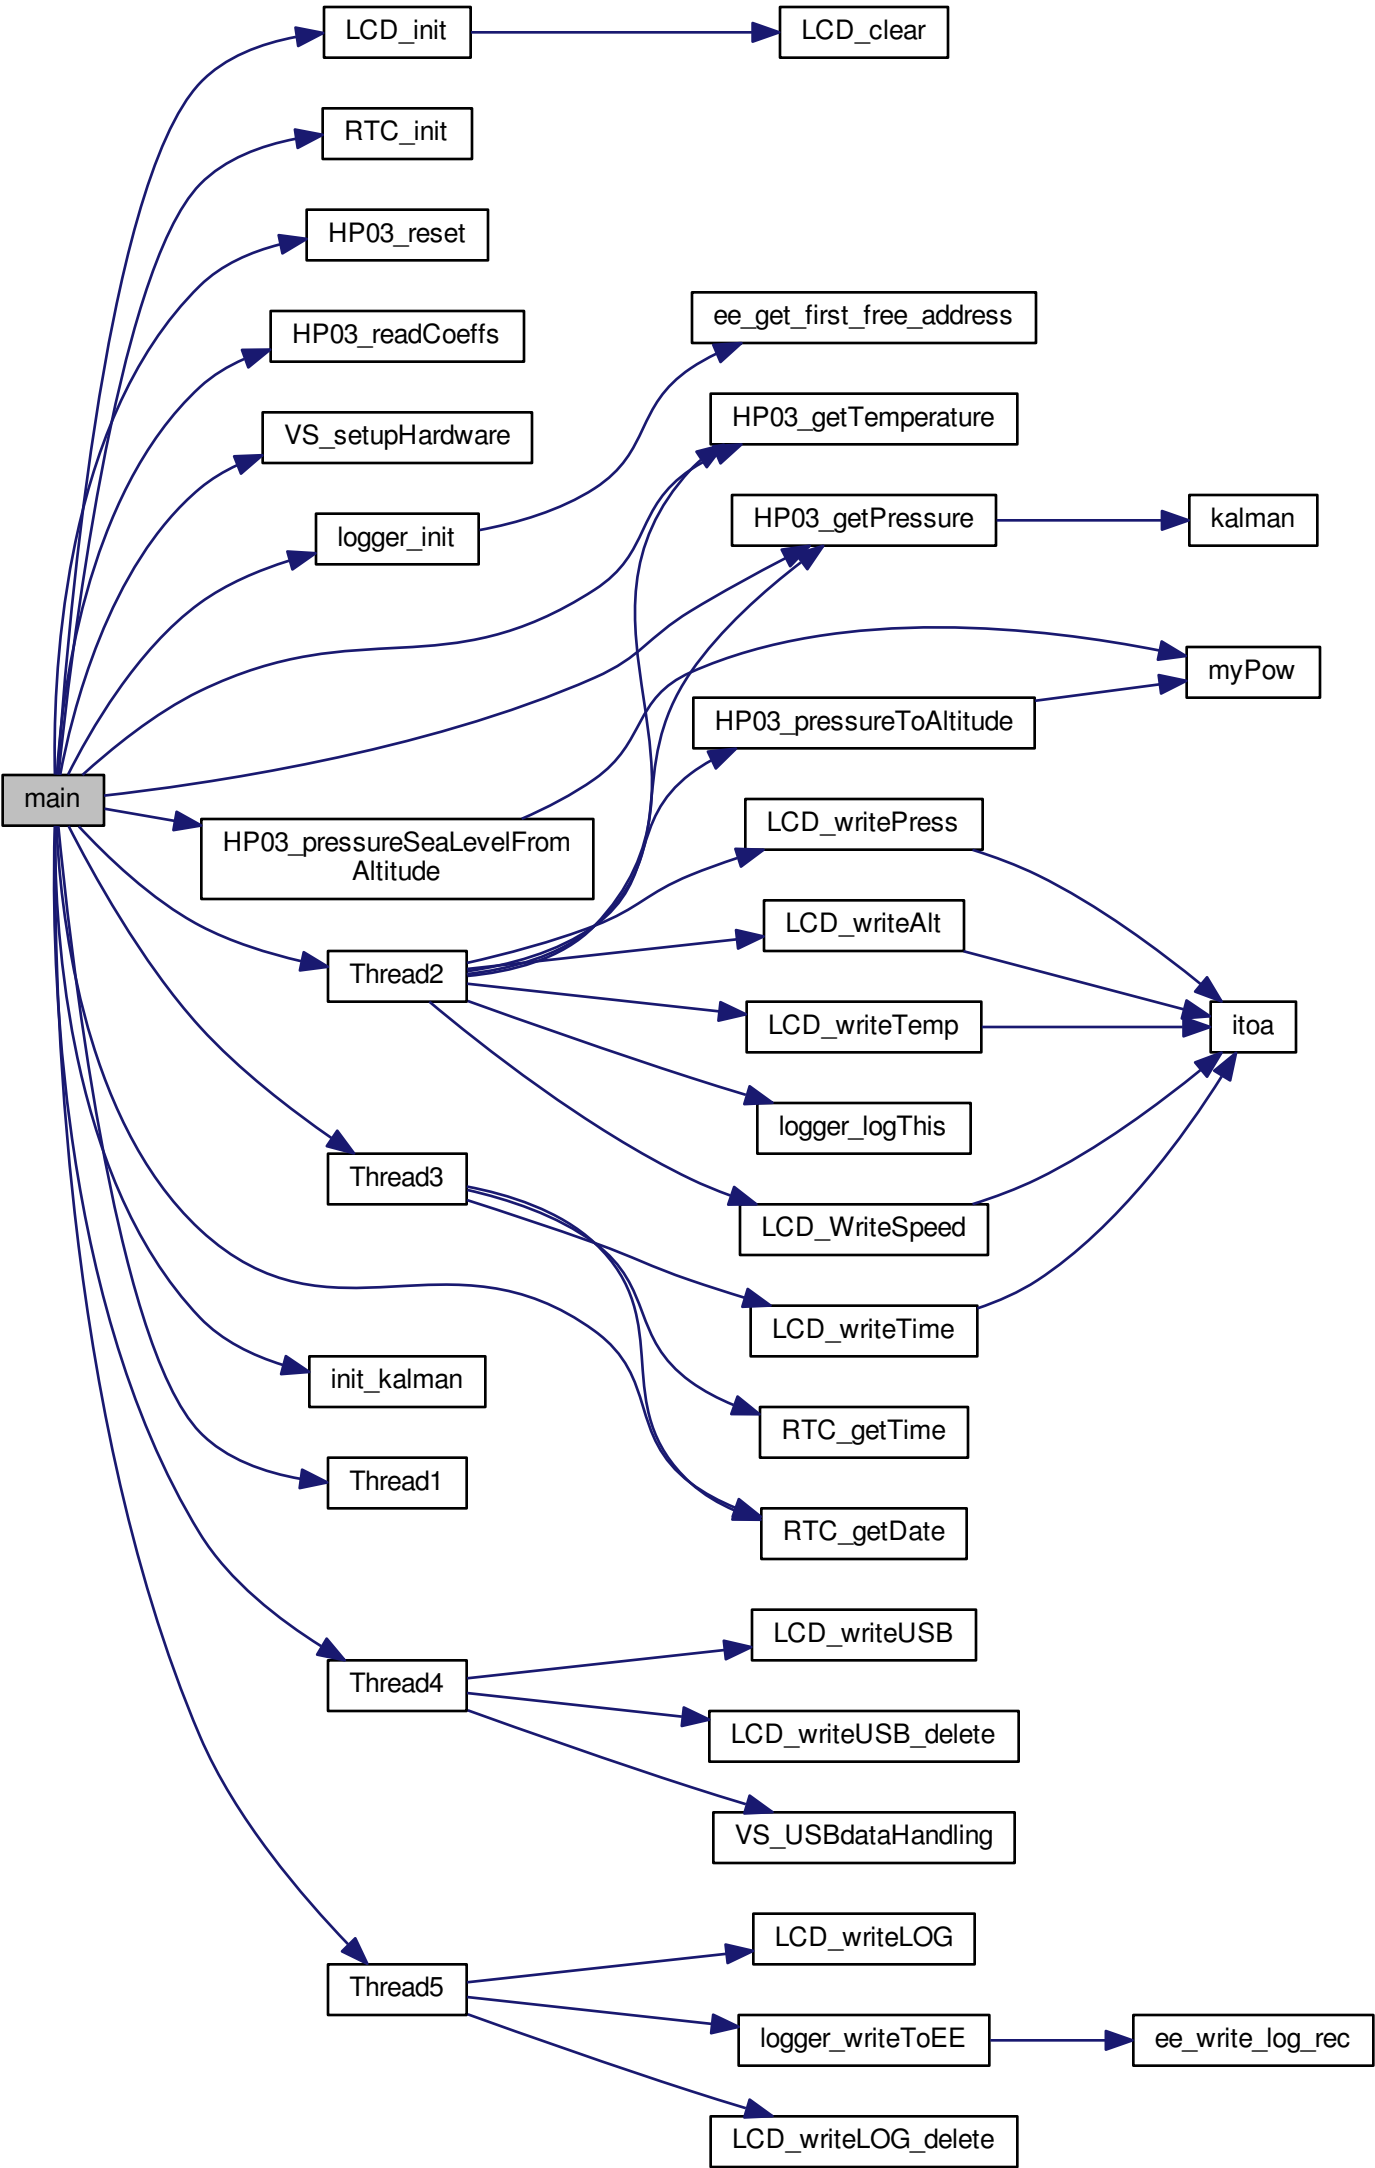 LCD_init
LCD_clear
RTC_init
HP03_reset
ee_get_first_free_address
HP03_readCoeffs
HP03_getTemperature
VS_setupHardware
HP03_getPressure
kalman
logger_init
myPow
HP03_pressureToAltitude
main
LCD_writePress
HP03_pressureSeaLevelFrom
Altitude
LCD_writeAlt
Thread2
LCD_writeTemp
itoa
logger_logThis
Thread3
LCD_WriteSpeed
LCD_writeTime
init_kalman
RTC_getTime
Thread1
RTC_getDate
LCD_writeUSB
Thread4
LCD_writeUSB_delete
VS_USBdataHandling
LCD_writeLOG
Thread5
logger_writeToEE
ee_write_log_rec
LCD_writeLOG_delete